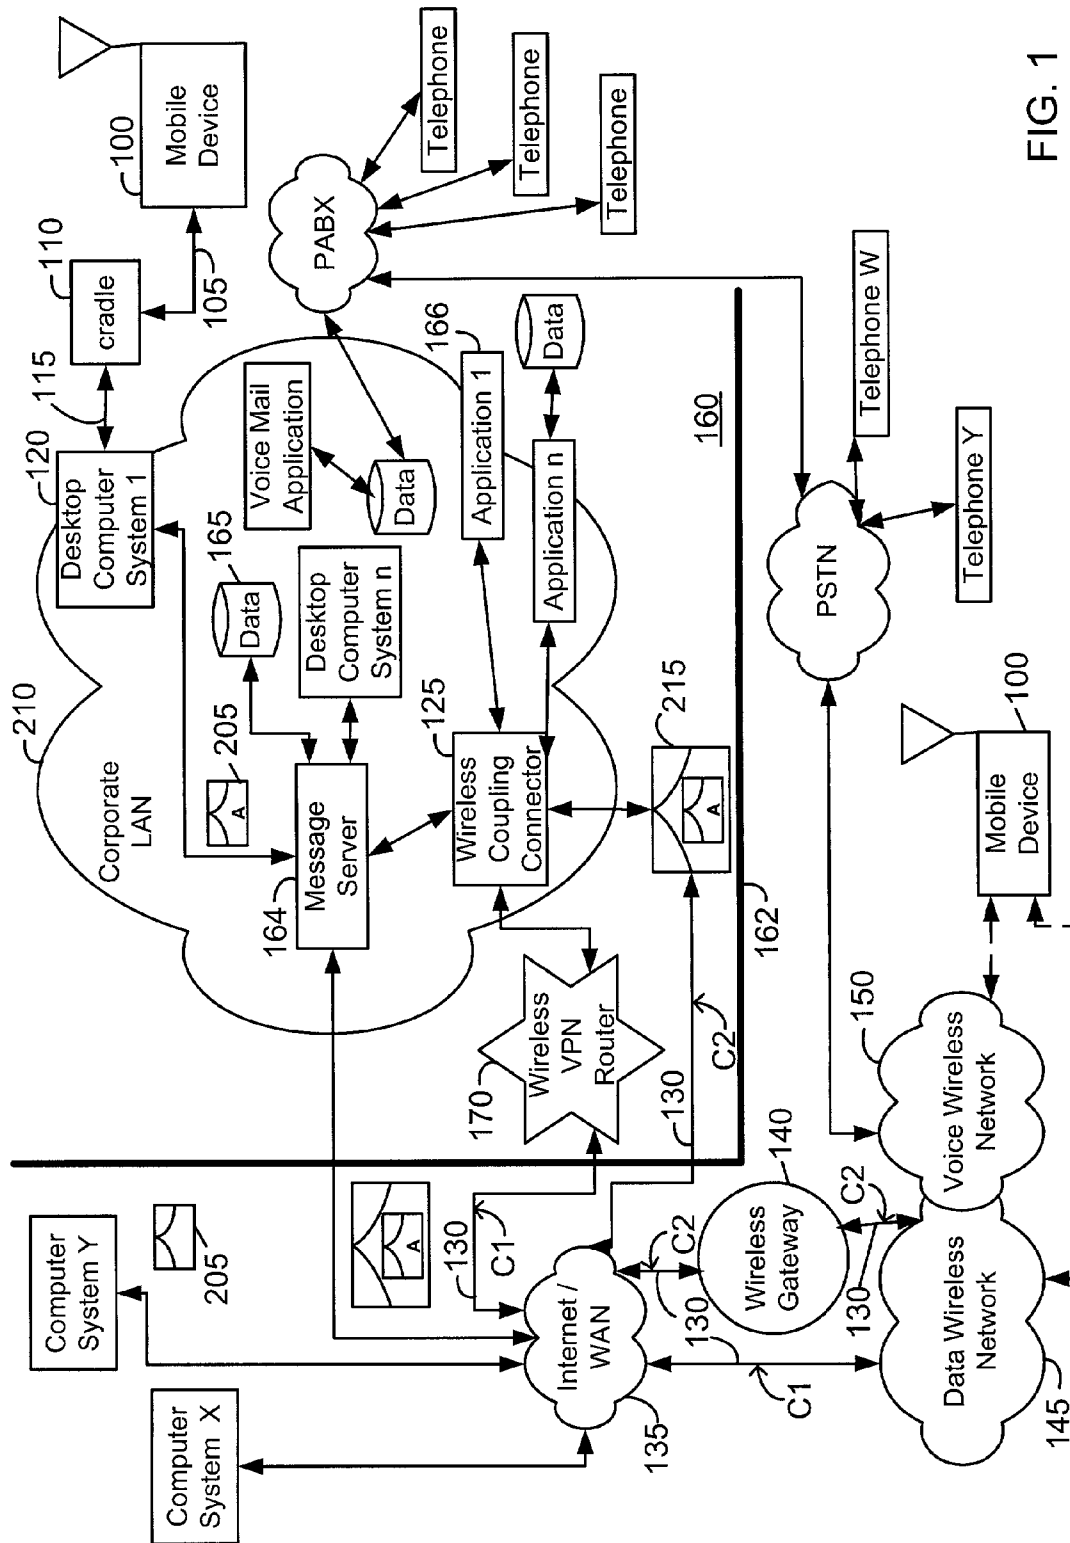 Computer
System X
Computer
System Y
205
Internet /
WAN
135
130
C1
A
130
C2
130
C1
Wireless
Gateway
140
130
C2
Data Wireless
Network
145
Voice Wireless
Network
150
Mobile
Device
100
PSTN
Telephone W
Telephone Y
160
162
130
C2
215
A
Wireless
VPN
Router
170
Corporate
LAN
210
Message
Server
164
205
A
Data
165
Desktop
Computer
System n
Wireless
Coupling
Connector
125
Desktop
Computer
System 1
120
115
cradle
110
105
Mobile
Device
100
Voice Mail
Application
Data
Application 1
166
Application n
Data
PABX
Telephone
Telephone
Telephone
FIG. 1